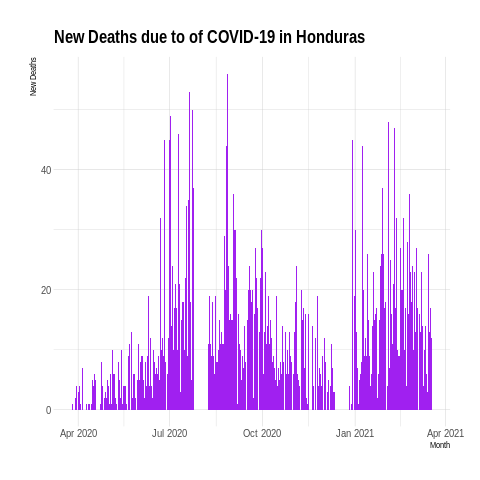 New Deaths due to of COVID-19 in Honduras
New Deaths
40
20
0
Apr 2020
Jul 2020
Oct 2020
Jan 2021
Apr 2021
Month